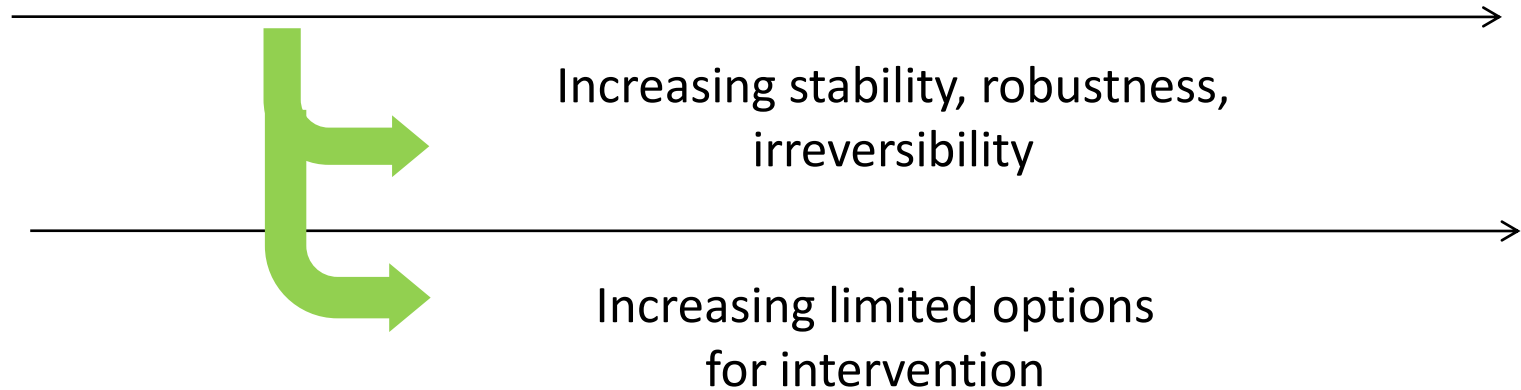 Increasing stability, robustness,
irreversibility
Increasing limited options
for intervention